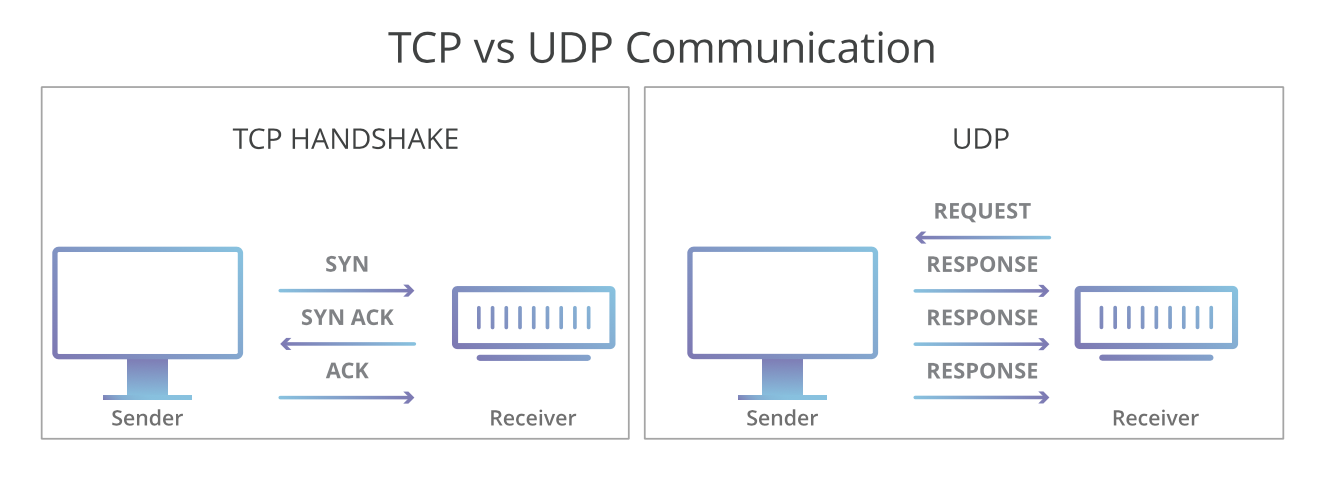 TCP vs UDP Communication
TCP HANDSHAKE
SYN
SYN ACK
ACK
Sender
Receiver
UDP
REQUEST
RESPONSE
RESPONSE
RESPONSE
Sender
Receiver